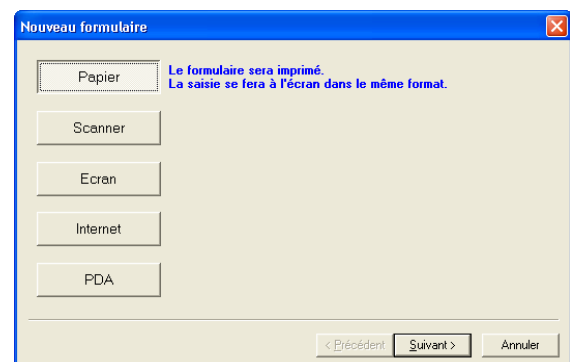 Nouveau formulaire
Papier
Le formulaire sera imprimé.
La saisie se fera à l'écran dans le même format.
Scanner
Ecran
Internet
PDA
< Précédent
Suivant >
Annuler